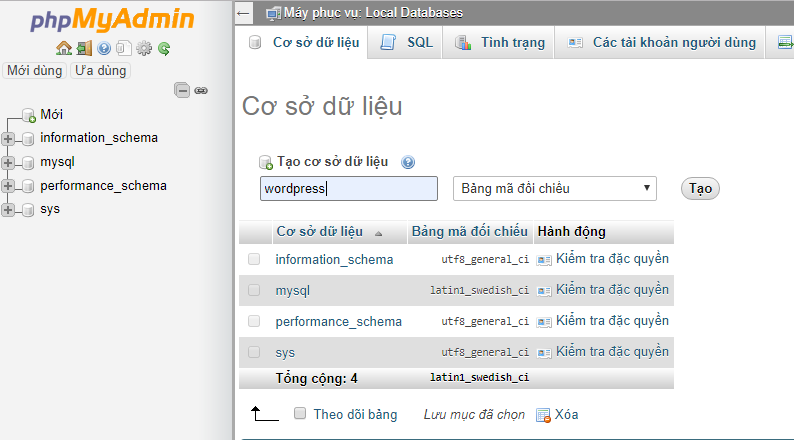 phpMyAdmin
Mới dùng Ưa dùng
Mới
information_schema
mysql
performance_schema
sys
Máy phục vụ: Local Databases
Cơ sở dữ liệu SQL Tình trạng Các tài khoản người dùng
Cơ sở dữ liệu
Tạo cơ sở dữ liệu
wordpress Bảng mã đối chiếu Tạo
Cơ sở dữ liệu Bảng mã đối chiếu Hành động
information_schema utf8_general_ci Kiểm tra đặc quyền
mysql latin1_swedish_ci Kiểm tra đặc quyền
performance_schema utf8_general_ci Kiểm tra đặc quyền
sys utf8_general_ci Kiểm tra đặc quyền
Tổng cộng: 4 latin1_swedish_ci
Theo dõi bảng Lưu mục đã chọn Xóa